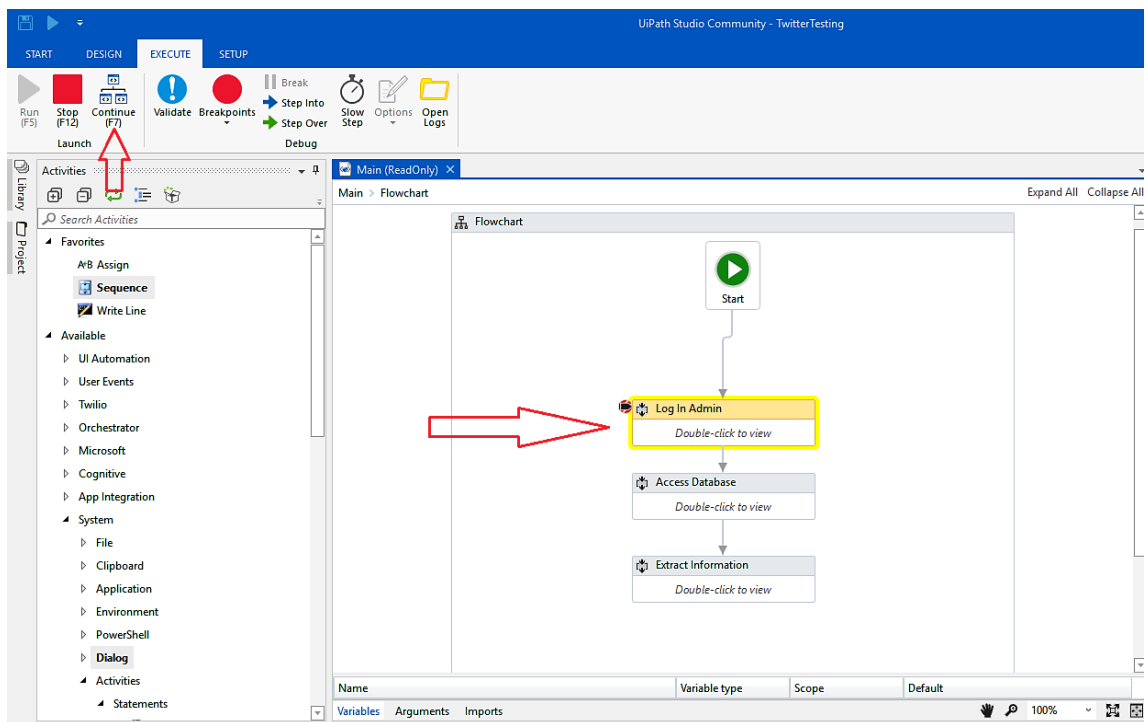 UiPath Studio Community - TwitterTesting
START DESIGN EXECUTE SETUP
Run (F5)
Stop (F12)
Continue (F7)
Launch
Validate
Breakpoints
Break
Step Into
Step Over
Debug
Slow Step
Options
Open Logs
Library
Project
Activities
Search Activities
Favorites
A+B Assign
Sequence
Write Line
Available
UI Automation
User Events
Twilio
Orchestrator
Microsoft
Cognitive
App Integration
System
File
Clipboard
Application
Environment
PowerShell
Dialog
Activities
Statements
Main (ReadOnly)
Main > Flowchart
Expand All Collapse All
Flowchart
Start
Log In Admin
Double-click to view
Access Database
Double-click to view
Extract Information
Double-click to view
Name Variable type Scope Default
Variables Arguments Imports
100%